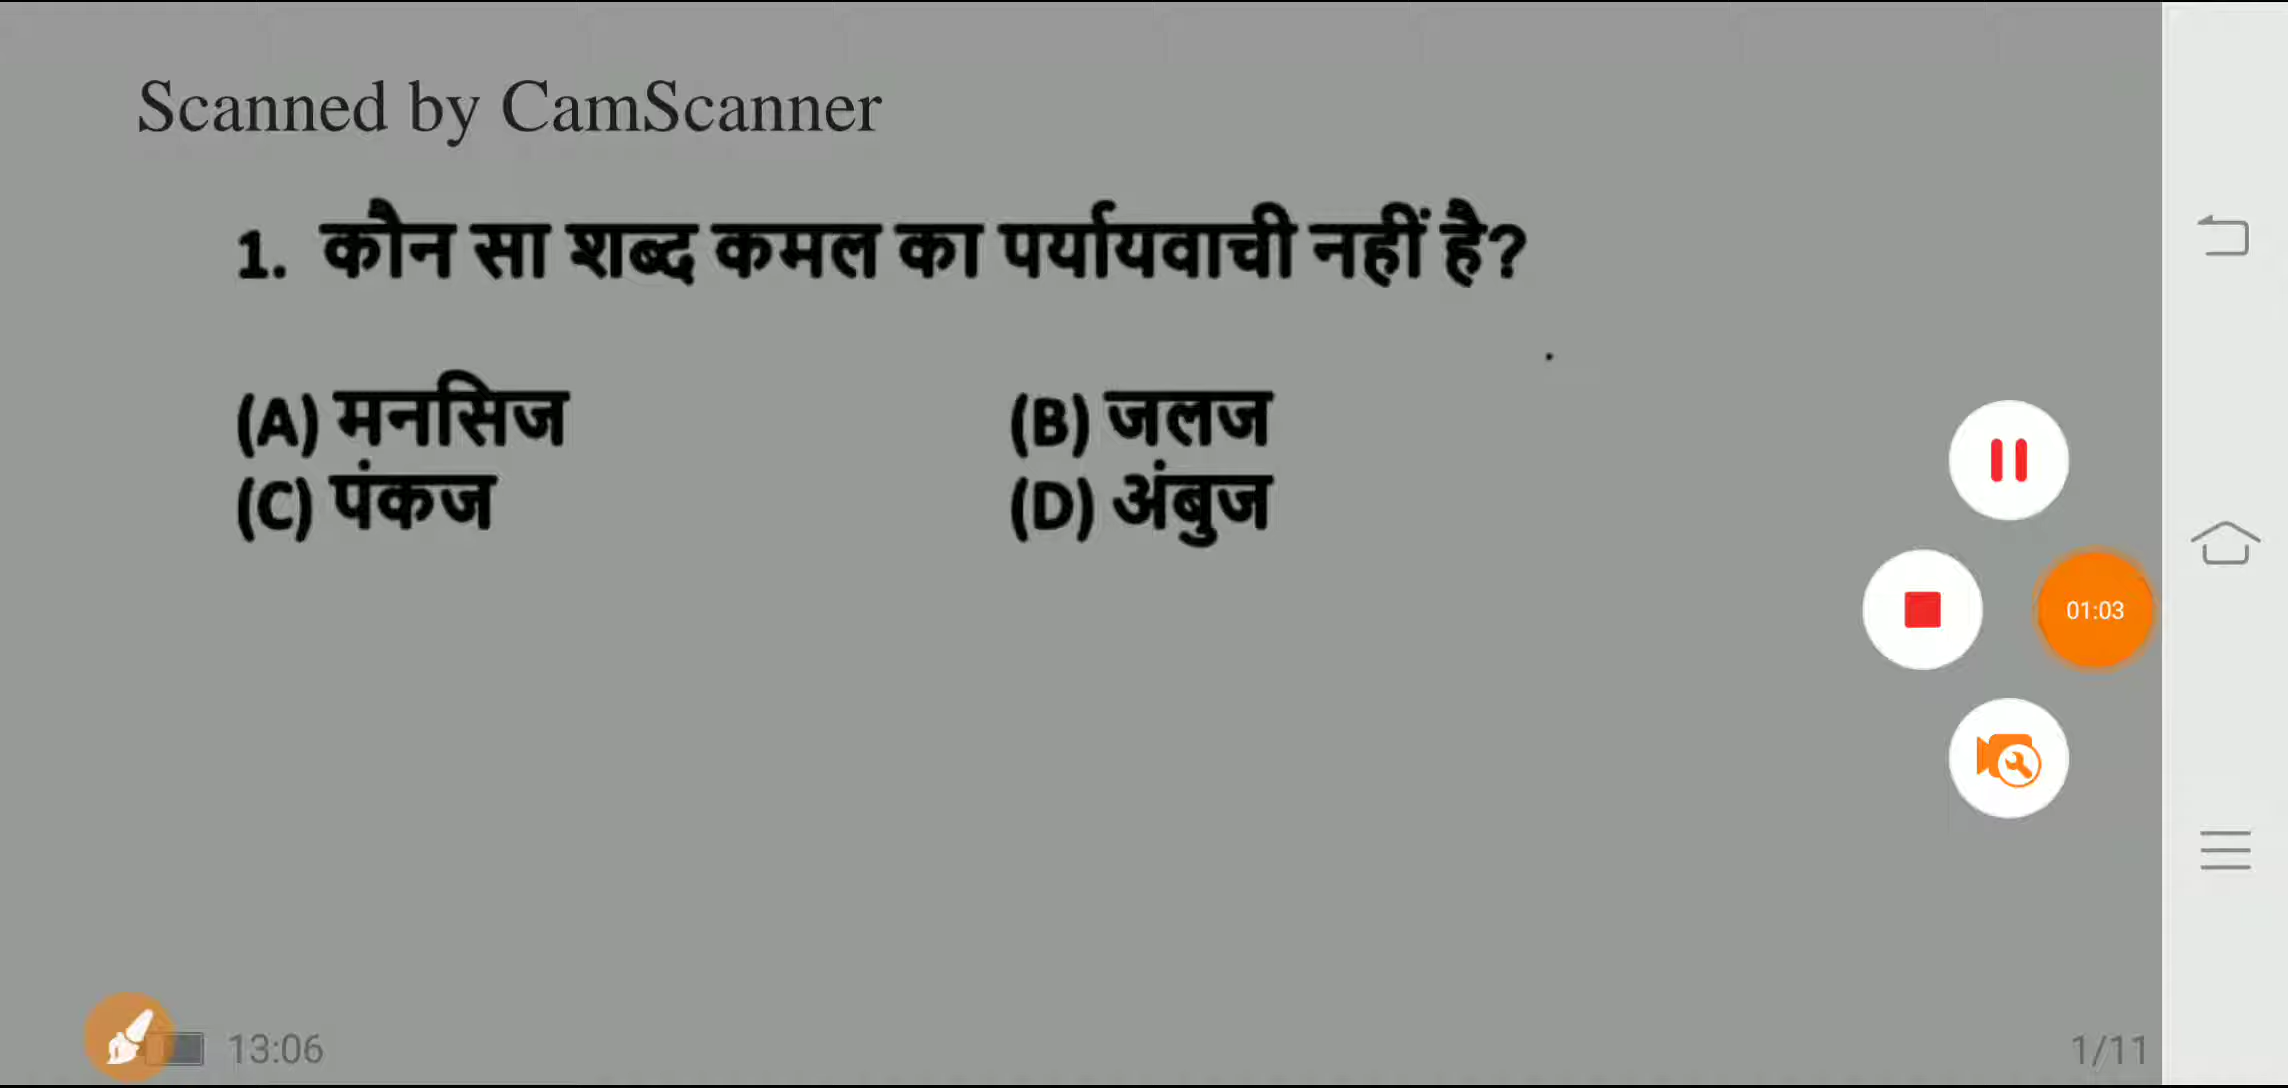 Scanned by CamScanner
1. कौन सा शब्द कमल का पर्यायवाची नहीं है?
(A) मनसिज (B) जलज
(C) पंकज (D) अंबुज
01:03
13:06 1/11